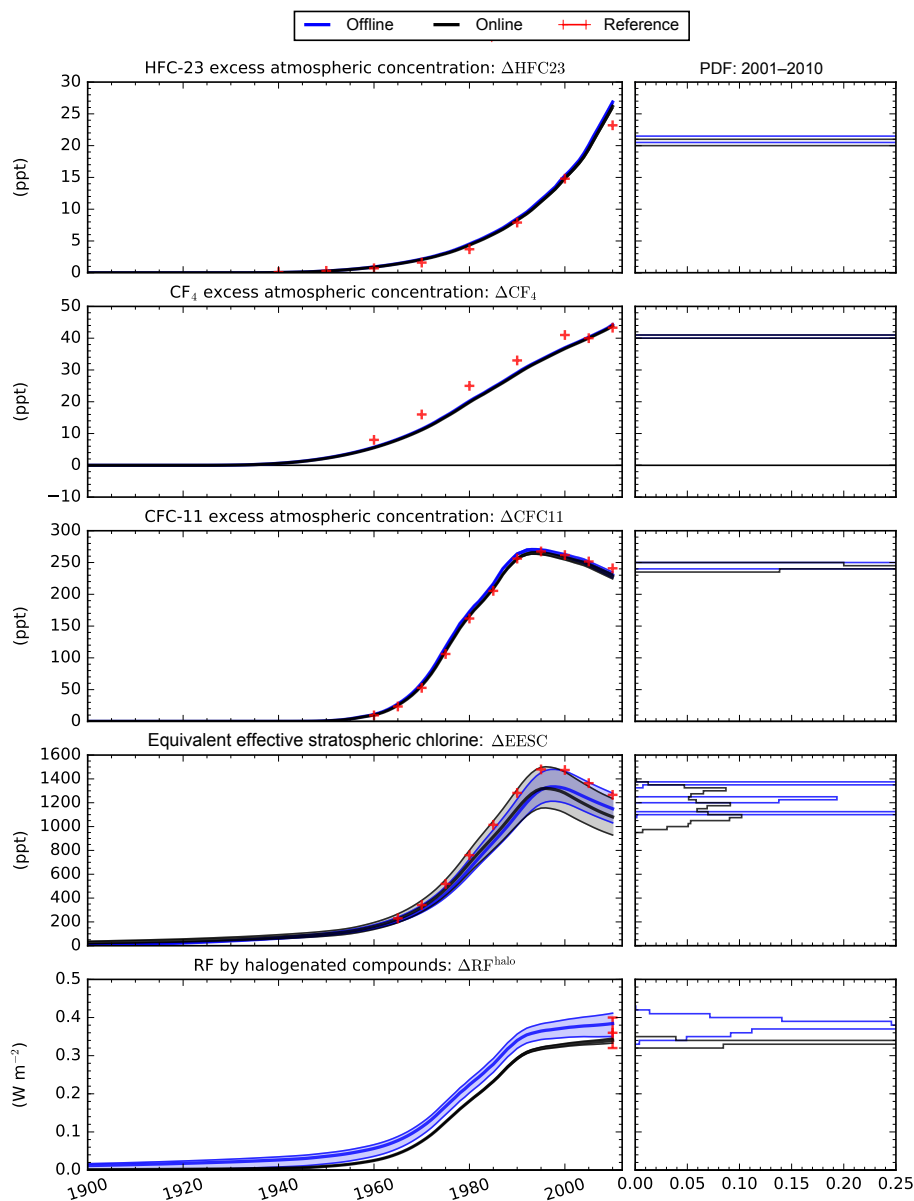 Offline Online Reference
HFC-23 excess atmospheric concentration: ΔHFC23
PDF: 2001–2010
30
25
20
15
10
5
0
(ppt)
CF₄ excess atmospheric concentration: ΔCF₄
50
40
30
20
10
0
−10
(ppt)
CFC-11 excess atmospheric concentration: ΔCFC11
300
250
200
150
100
50
0
(ppt)
Equivalent effective stratospheric chlorine: ΔEESC
1600
1400
1200
1000
800
600
400
200
0
(ppt)
RF by halogenated compounds: ΔRF^halo
0.5
0.4
0.3
0.2
0.1
0.0
(W m⁻²)
1900 1920 1940 1960 1980 2000
0.00 0.05 0.10 0.15 0.20 0.25